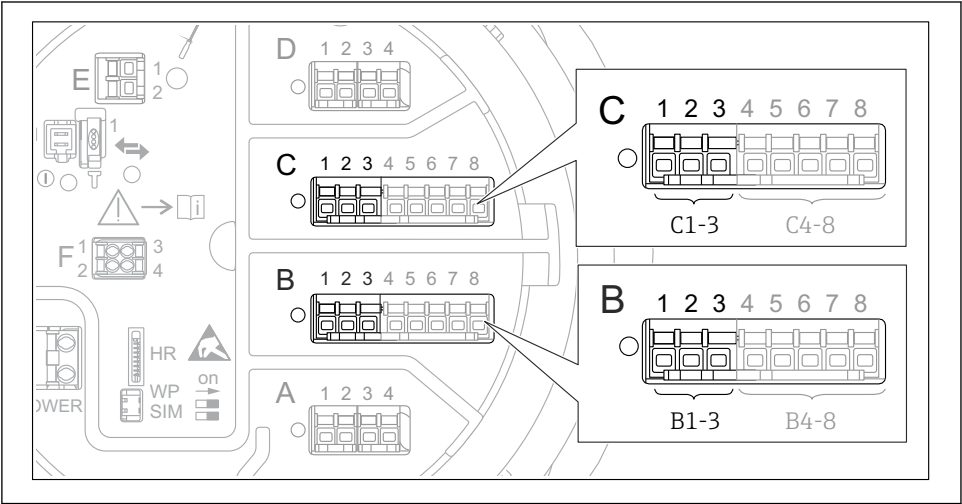 D 1 2 3 4
E 1
2
1
C 1 2 3 4 5 6 7 8
i
F 1 3
2 4
B 1 2 3 4 5 6 7 8
HR
WP on
SIM
OWER
A 1 2 3 4
C 1 2 3 4 5 6 7 8
C1-3 C4-8
B 1 2 3 4 5 6 7 8
B1-3 B4-8